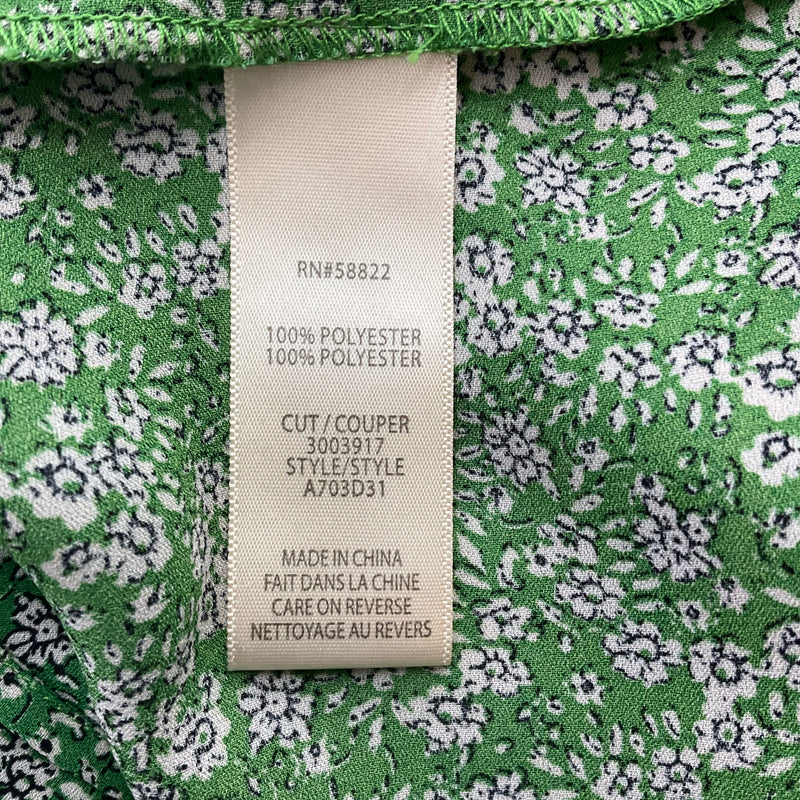 RN#58822
100% POLYESTER
100% POLYESTER
CUT / COUPER
3003917
STYLE/STYLE
A703D31
MADE IN CHINA
FAIT DANS LA CHINE
CARE ON REVERSE
NETTOYAGE AU REVERS